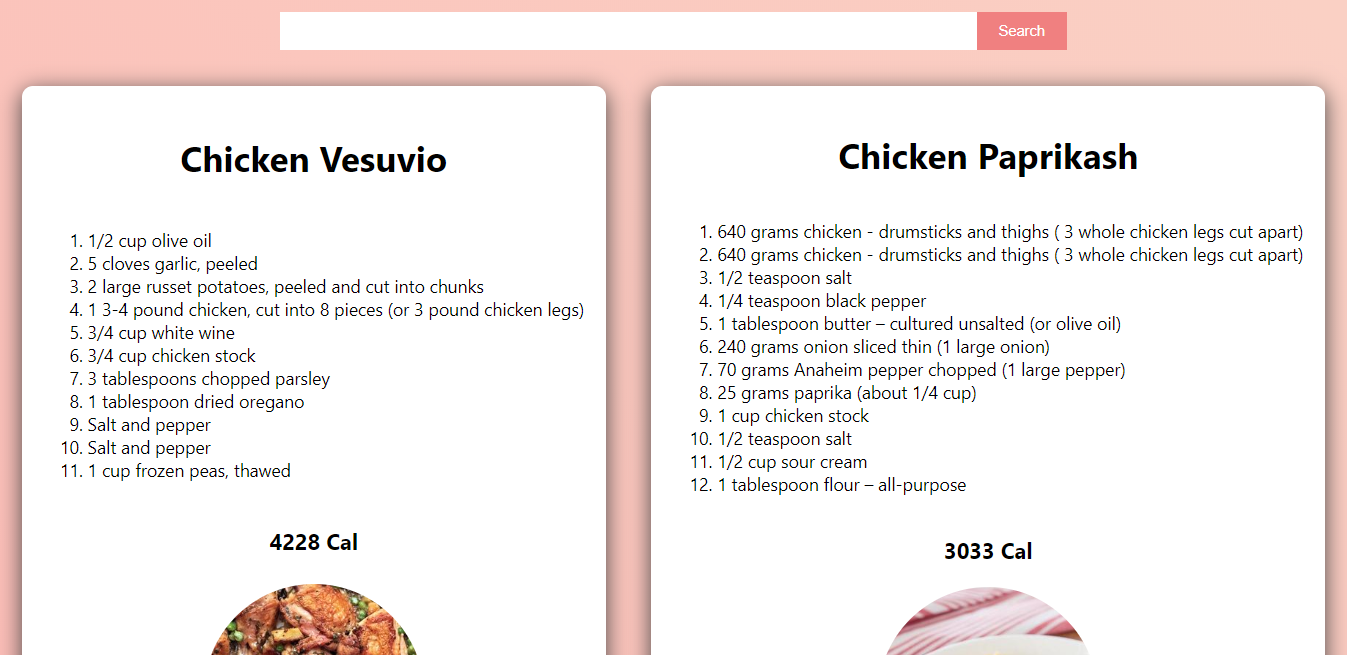 Search
Chicken Vesuvio
1. 1/2 cup olive oil
2. 5 cloves garlic, peeled
3. 2 large russet potatoes, peeled and cut into chunks
4. 1 3-4 pound chicken, cut into 8 pieces (or 3 pound chicken legs)
5. 3/4 cup white wine
6. 3/4 cup chicken stock
7. 3 tablespoons chopped parsley
8. 1 tablespoon dried oregano
9. Salt and pepper
10. Salt and pepper
11. 1 cup frozen peas, thawed
4228 Cal
Chicken Paprikash
1. 640 grams chicken - drumsticks and thighs ( 3 whole chicken legs cut apart)
2. 640 grams chicken - drumsticks and thighs ( 3 whole chicken legs cut apart)
3. 1/2 teaspoon salt
4. 1/4 teaspoon black pepper
5. 1 tablespoon butter – cultured unsalted (or olive oil)
6. 240 grams onion sliced thin (1 large onion)
7. 70 grams Anaheim pepper chopped (1 large pepper)
8. 25 grams paprika (about 1/4 cup)
9. 1 cup chicken stock
10. 1/2 teaspoon salt
11. 1/2 cup sour cream
12. 1 tablespoon flour – all-purpose
3033 Cal